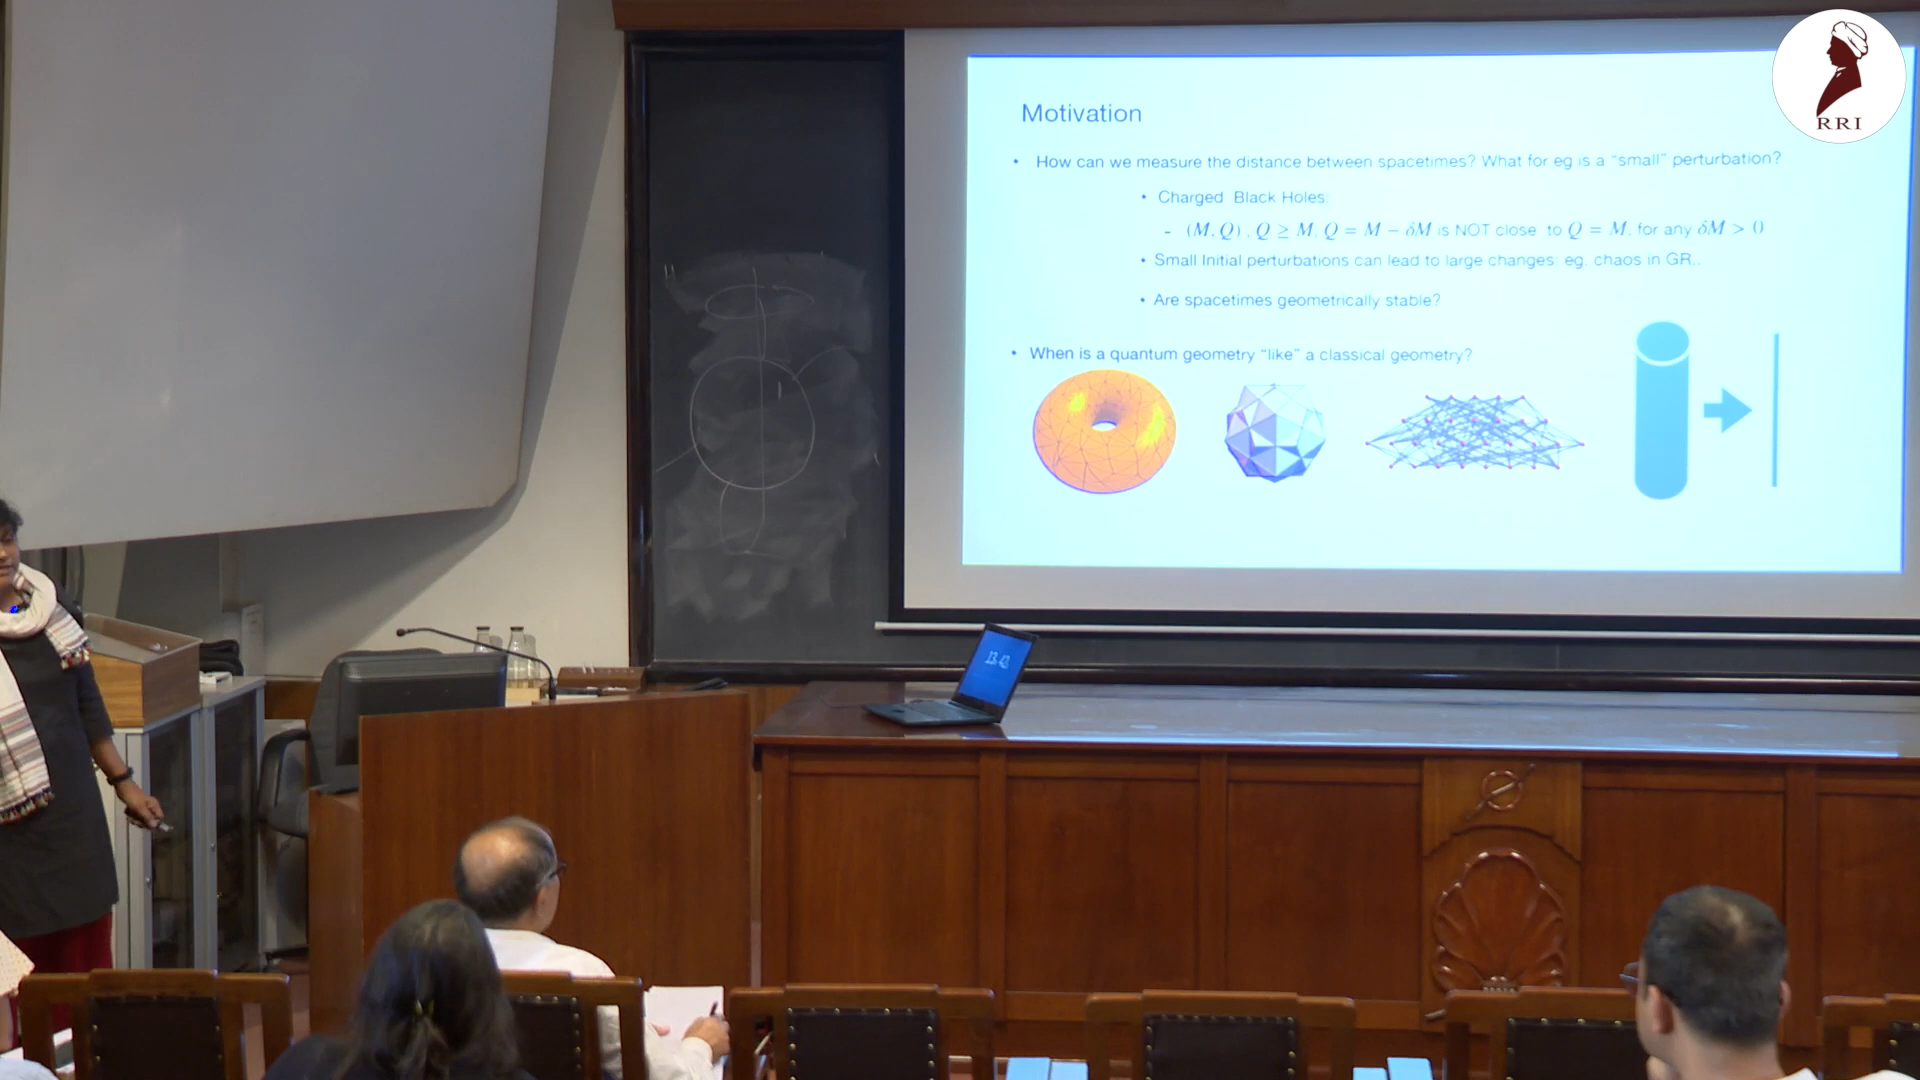 RRI
Motivation
• How can we measure the distance between spacetimes? What for eg is a “small” perturbation?
• Charged Black Holes:
- (M, Q) , Q ≥ M, Q = M − δM is NOT close to Q = M, for any δM > 0
• Small Initial perturbations can lead to large changes: eg. chaos in GR..
• Are spacetimes geometrically stable?
• When is a quantum geometry “like” a classical geometry?